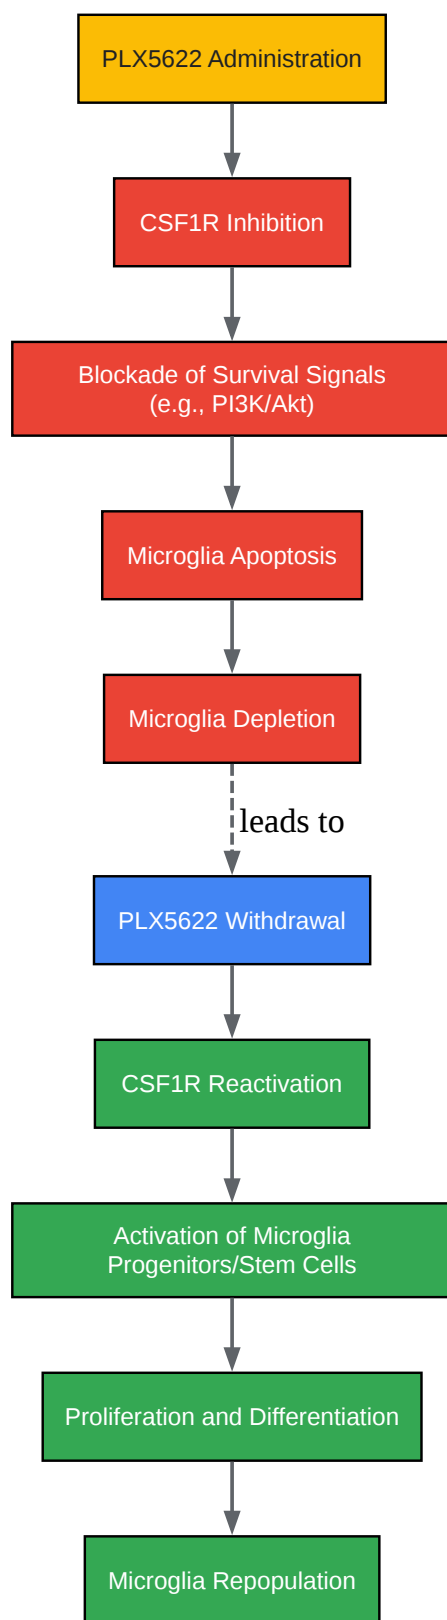 PLX5622 Administration
CSF1R Inhibition
Blockade of Survival Signals
(e.g., PI3K/Akt)
Microglia Apoptosis
Microglia Depletion
leads to
PLX5622 Withdrawal
CSF1R Reactivation
Activation of Microglia
Progenitors/Stem Cells
Proliferation and Differentiation
Microglia Repopulation